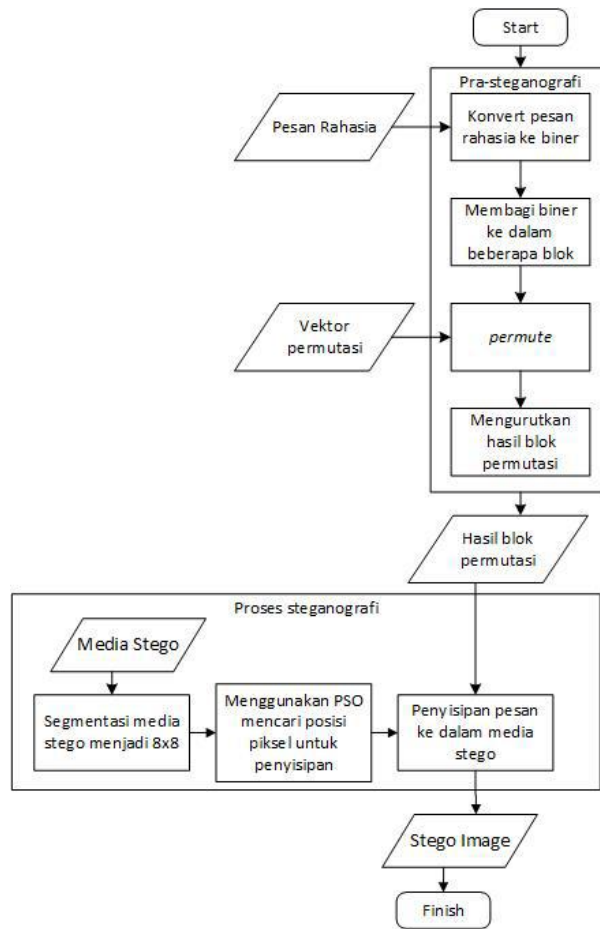 Start
Pra-steganografi
Pesan Rahasia
Konvert pesan
rahasia ke biner
Membagi biner
ke dalam
beberapa blok
Vektor
permutasi
permute
Mengurutkan
hasil blok
permutasi
Hasil blok
permutasi
Proses steganografi
Media Stego
Segmentasi media
stego menjadi 8x8
Menggunakan PSO
mencari posisi
piksel untuk
penyisipan
Penyisipan pesan
ke dalam media
stego
Stego Image
Finish